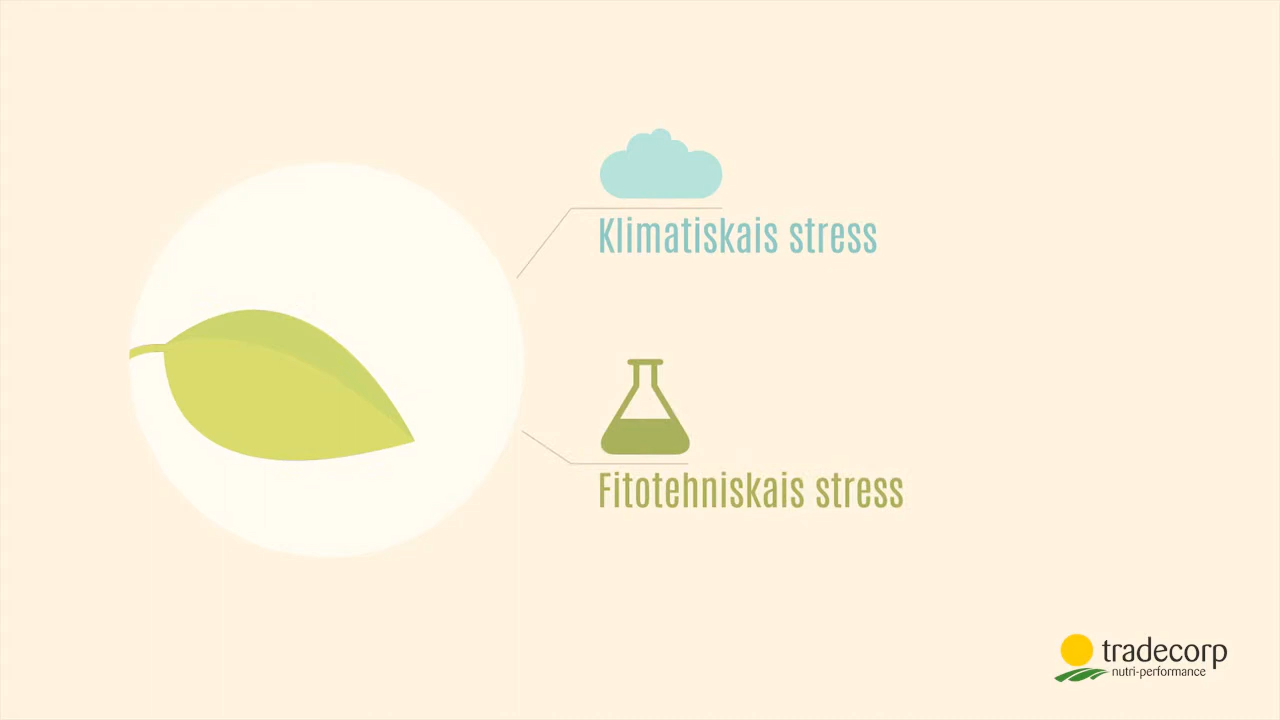 Klimatiskais stress
Fitotehniskais stress
tradecorp
nutri-performance